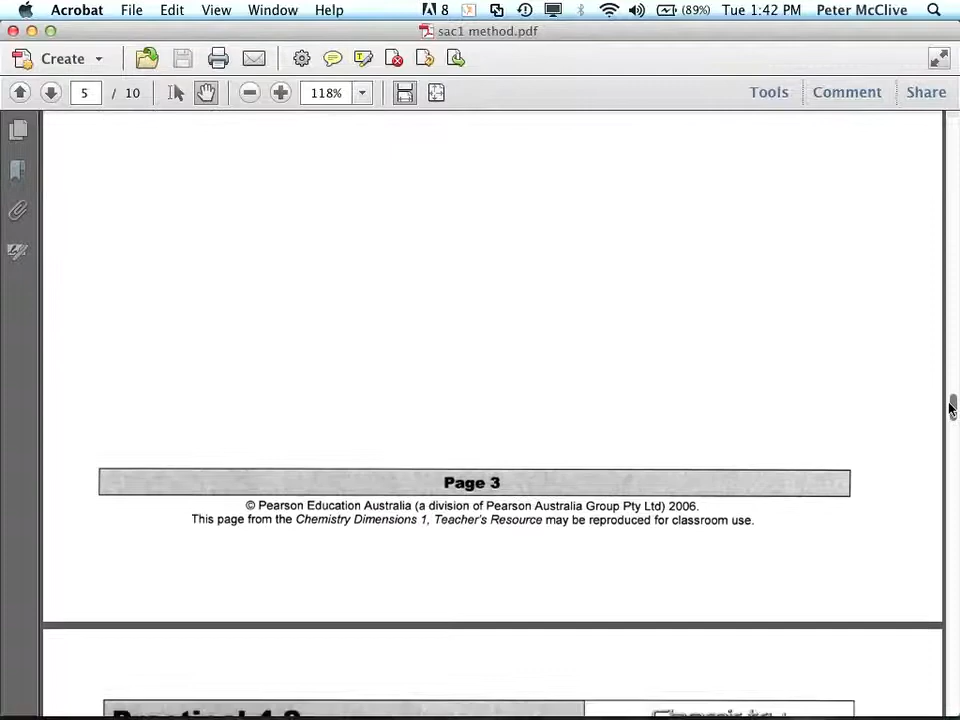 Acrobat File Edit View Window Help 8 (89%) Tue 1:42 PM Peter McClive
sac1 method.pdf
Create
5 / 10 118% Tools Comment Share
Page 3
© Pearson Education Australia (a division of Pearson Australia Group Pty Ltd) 2006.
This page from the Chemistry Dimensions 1, Teacher's Resource may be reproduced for classroom use.